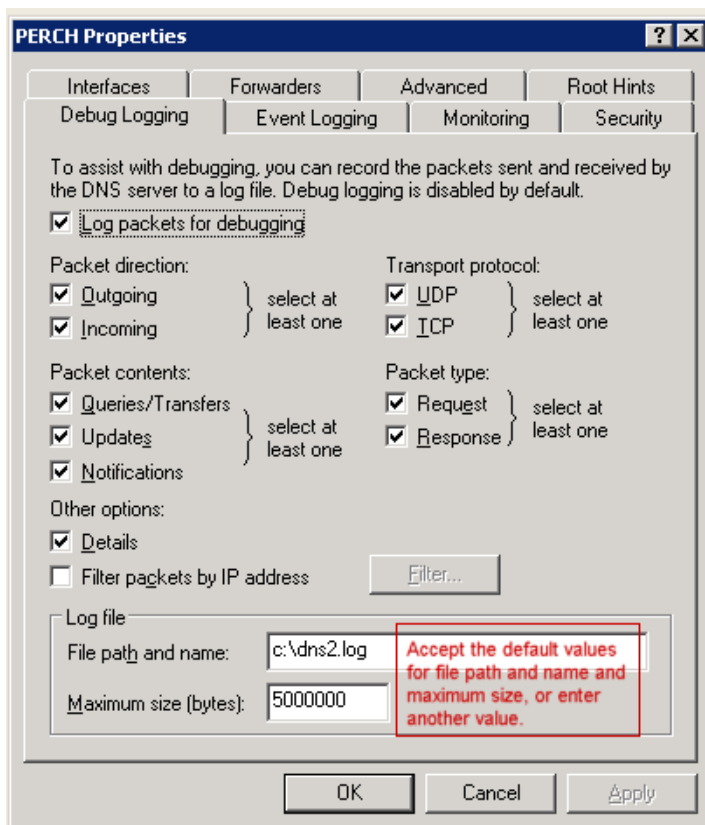 PERCH Properties
Interfaces Forwarders Advanced Root Hints
Debug Logging Event Logging Monitoring Security
To assist with debugging, you can record the packets sent and received by
the DNS server to a log file. Debug logging is disabled by default.
Log packets for debugging
Packet direction:
Outgoing
Incoming
select at
least one
Transport protocol:
UDP
TCP
select at
least one
Packet contents:
Queries/Transfers
Updates
Notifications
select at
least one
Packet type:
Request
Response
select at
least one
Other options:
Details
Filter packets by IP address
Filter...
Log file
File path and name: c:\dns2.log
Maximum size (bytes): 5000000
Accept the default values
for file path and name and
maximum size, or enter
another value.
OK Cancel Apply